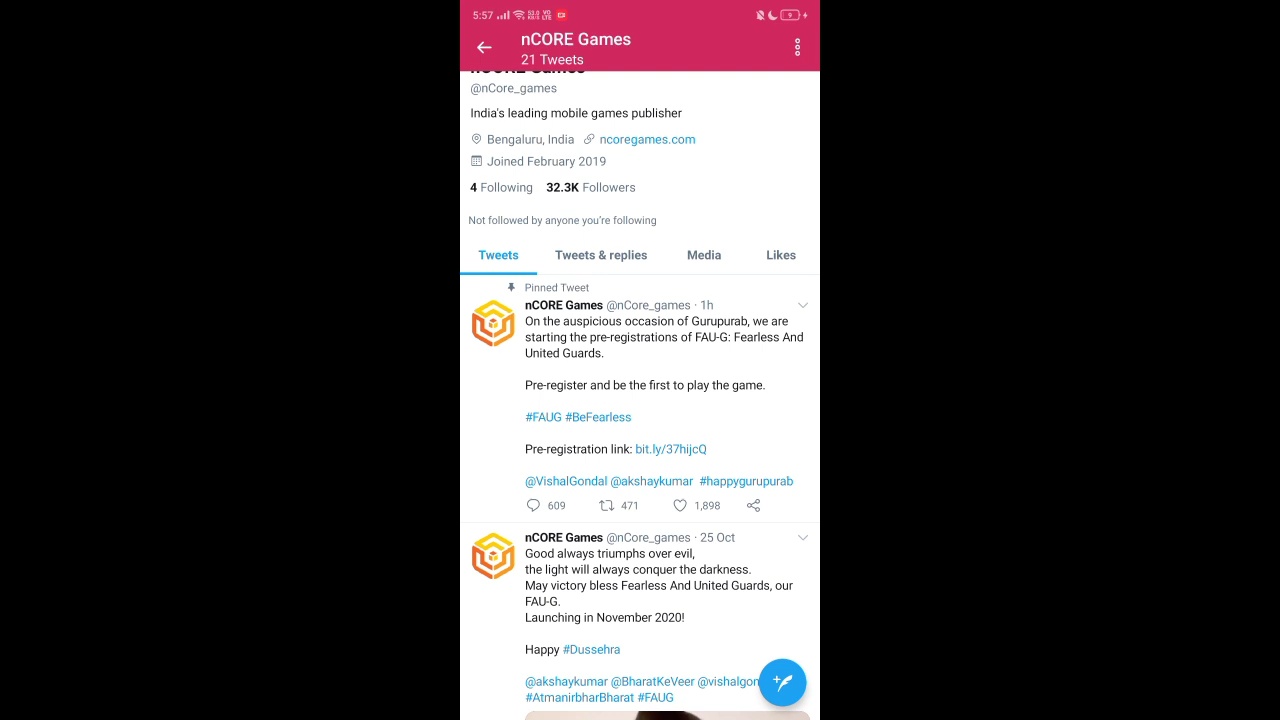 5:57
9
nCORE Games
21 Tweets
nCORE Games
@nCore_games
India's leading mobile games publisher
Bengaluru, India ncoregames.com
Joined February 2019
4 Following 32.3K Followers
Not followed by anyone you're following
Tweets Tweets & replies Media Likes
Pinned Tweet
nCORE Games @nCore_games · 1h
On the auspicious occasion of Gurupurab, we are
starting the pre-registrations of FAU-G: Fearless And
United Guards.
Pre-register and be the first to play the game.
#FAUG #BeFearless
Pre-registration link: bit.ly/37hijcQ
@VishalGondal @akshaykumar #happygurupurab
609 471 1,898
nCORE Games @nCore_games · 25 Oct
Good always triumphs over evil,
the light will always conquer the darkness.
May victory bless Fearless And United Guards, our
FAU-G.
Launching in November 2020!
Happy #Dussehra
@akshaykumar @BharatKeVeer @vishalgon
#AtmanirbharBharat #FAUG